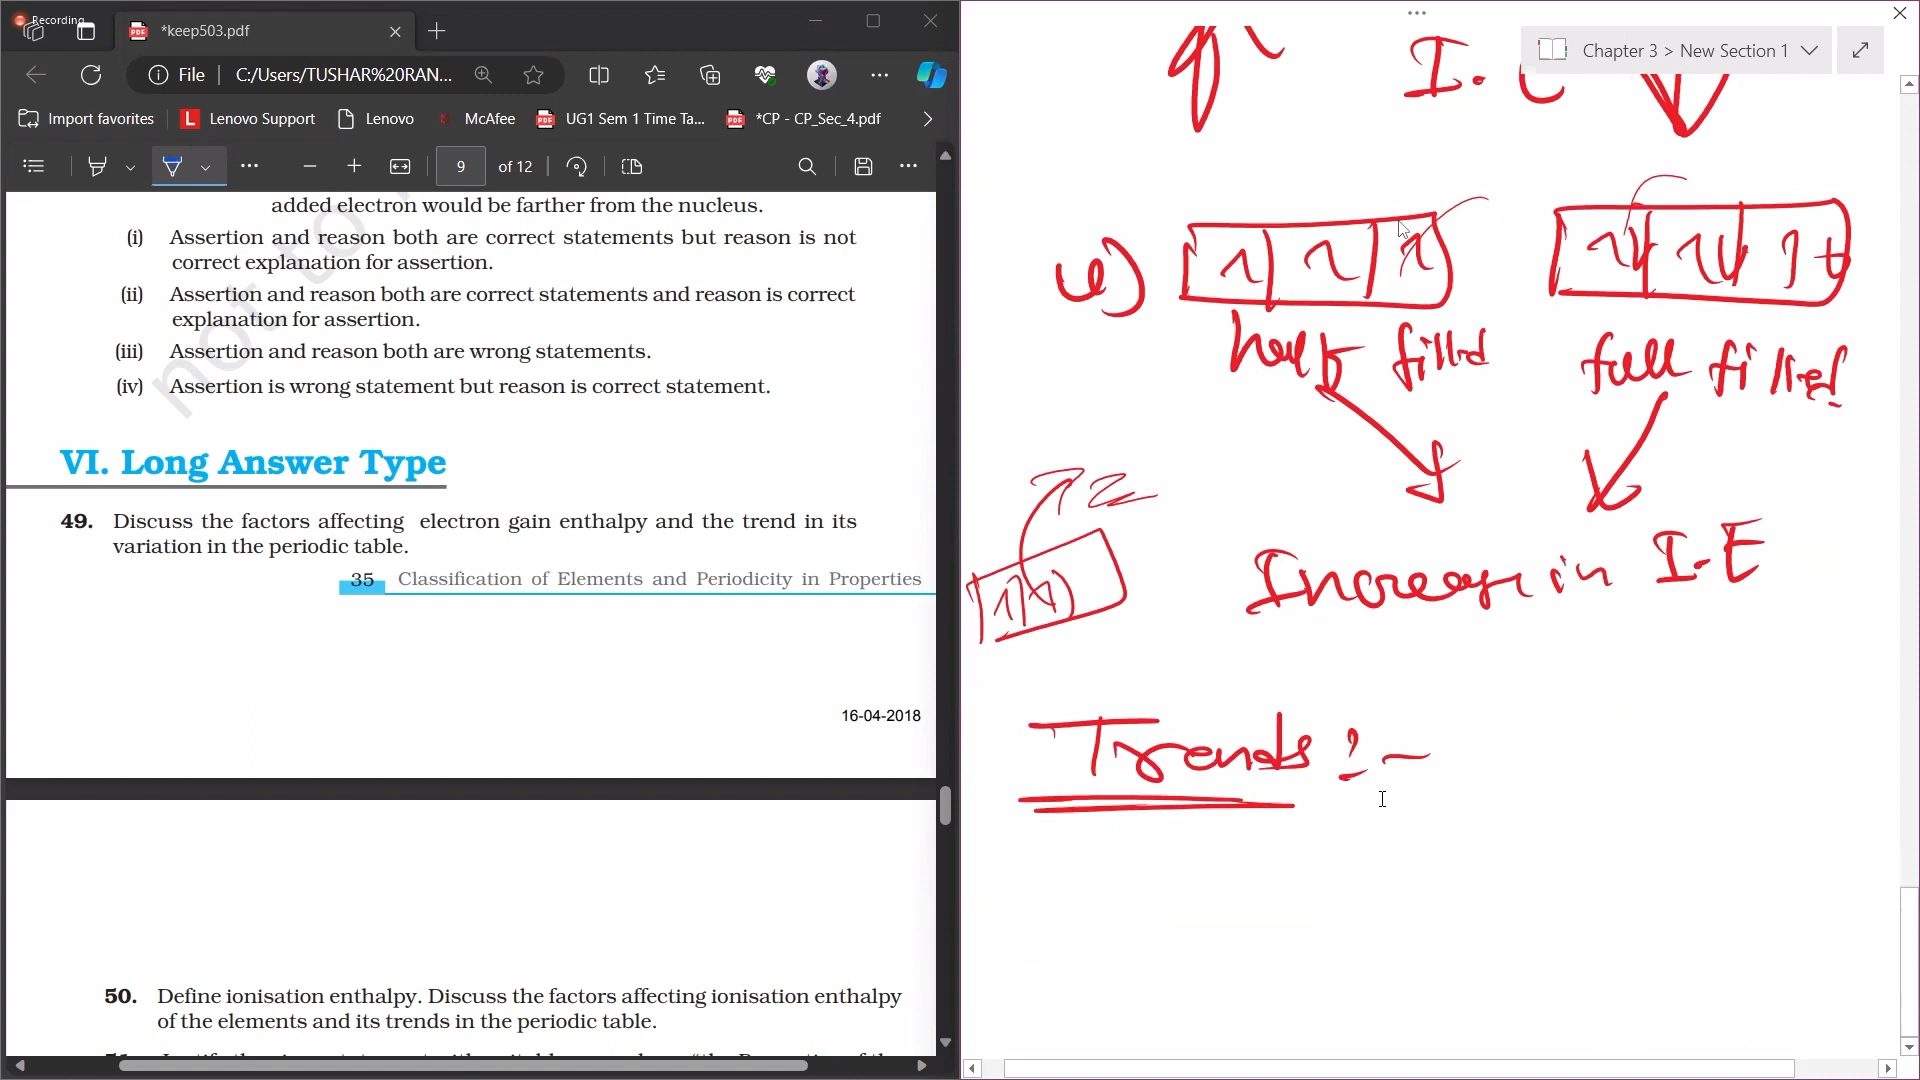 Recording
*keep503.pdf
File
C:/Users/TUSHAR%20RAN...
Import favorites
Lenovo Support
Lenovo
McAfee
UG1 Sem 1 Time Ta...
*CP - CP_Sec_4.pdf
9 of 12
added electron would be farther from the nucleus.
(i) Assertion and reason both are correct statements but reason is not
correct explanation for assertion.
(ii) Assertion and reason both are correct statements and reason is correct
explanation for assertion.
(iii) Assertion and reason both are wrong statements.
(iv) Assertion is wrong statement but reason is correct statement.
not to
VI. Long Answer Type
49. Discuss the factors affecting electron gain enthalpy and the trend in its
variation in the periodic table.
35 Classification of Elements and Periodicity in Properties
16-04-2018
50. Define ionisation enthalpy. Discuss the factors affecting ionisation enthalpy
of the elements and its trends in the periodic table.
Chapter 3 > New Section 1
I.
half filled
full filled
Increase in I.E
Trends :-